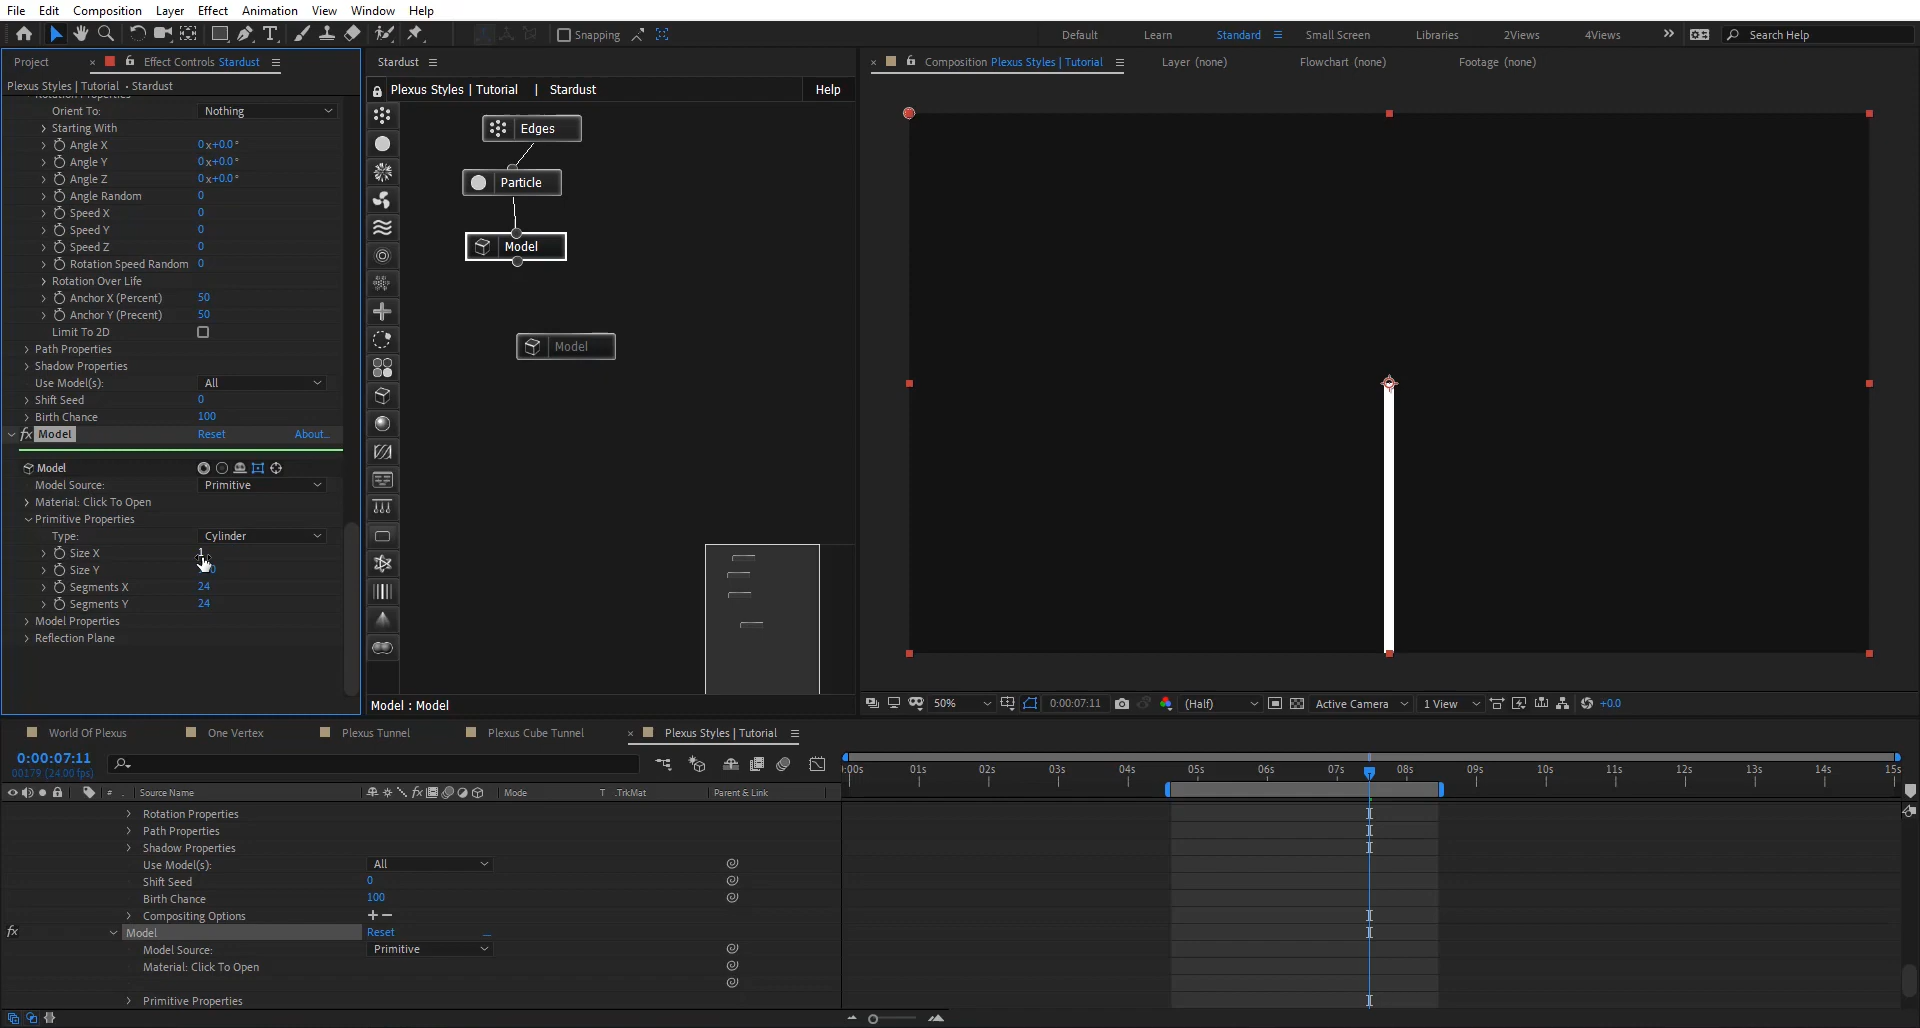 File Edit Composition Layer Effect Animation View Window Help
Snapping
Default Learn Standard Small Screen Libraries 2Views 4Views Search Help
Project × Effect Controls Stardust
Plexus Styles | Tutorial • Stardust
Rotation Properties
Orient To: Nothing
Starting With
Angle X 0x+0.0°
Angle Y 0x+0.0°
Angle Z 0x+0.0°
Angle Random 0
Speed X 0
Speed Y 0
Speed Z 0
Rotation Speed Random 0
Rotation Over Life
Anchor X (Percent) 50
Anchor Y (Precent) 50
Limit To 2D
Path Properties
Shadow Properties
Use Model(s): All
Shift Seed 0
Birth Chance 100
fx Model Reset About...
Model
Model Source: Primitive
Material: Click To Open
Primitive Properties
Type: Cylinder
Size X 1
Size Y
Segments X 24
Segments Y 24
Model Properties
Reflection Plane
Stardust
Plexus Styles | Tutorial | Stardust Help
Edges
Particle
Model
Model
Model : Model
× Composition Plexus Styles | Tutorial Layer (none) Flowchart (none) Footage (none)
50% 0:00:07:11 (Half) Active Camera 1 View +0.0
World Of Plexus One Vertex Plexus Tunnel Plexus Cube Tunnel × Plexus Styles | Tutorial
0:00:07:11
00179 (24.00 fps)
# . Source Name fx Mode T .TrkMat Parent & Link
:00s 01s 02s 03s 04s 05s 06s 07s 08s 09s 10s 11s 12s 13s 14s 15s
Rotation Properties
Path Properties
Shadow Properties
Use Model(s): All
Shift Seed 0
Birth Chance 100
Compositing Options +−
fx Model Reset
Model Source: Primitive
Material: Click To Open
Primitive Properties